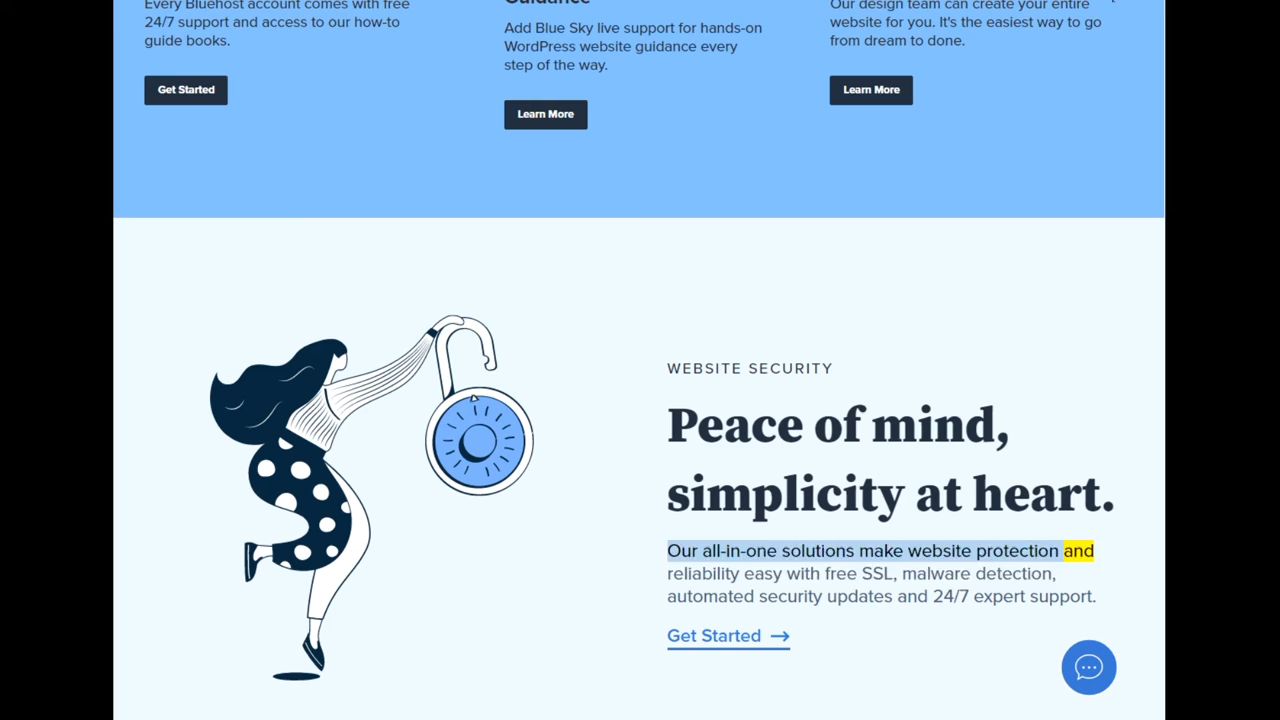 Every Bluehost account comes with free
24/7 support and access to our how-to
guide books.
Get Started
Guidance
Add Blue Sky live support for hands-on
WordPress website guidance every
step of the way.
Learn More
Our design team can create your entire
website for you. It's the easiest way to go
from dream to done.
Learn More
WEBSITE SECURITY
Peace of mind,
simplicity at heart.
Our all-in-one solutions make website protection and
reliability easy with free SSL, malware detection,
automated security updates and 24/7 expert support.
Get Started →